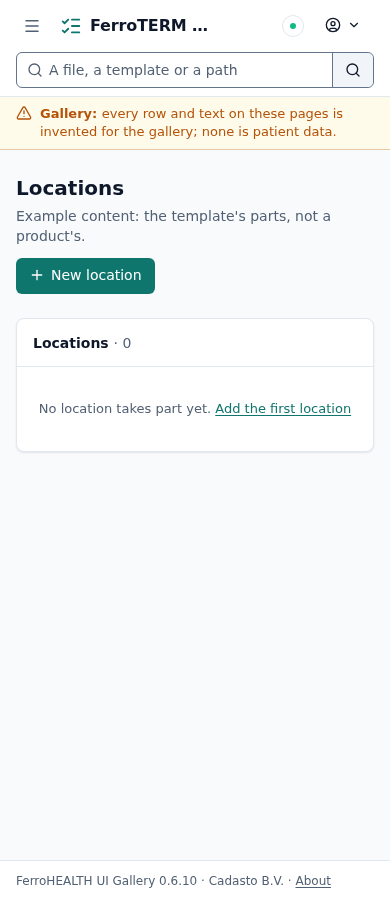 FerroTERM ...
A file, a template or a path
Gallery: every row and text on these pages is
invented for the gallery; none is patient data.
Locations
Example content: the template's parts, not a
product's.
New location
Locations · 0
No location takes part yet. Add the first location
FerroHEALTH UI Gallery 0.6.10 · Cadasto B.V. · About